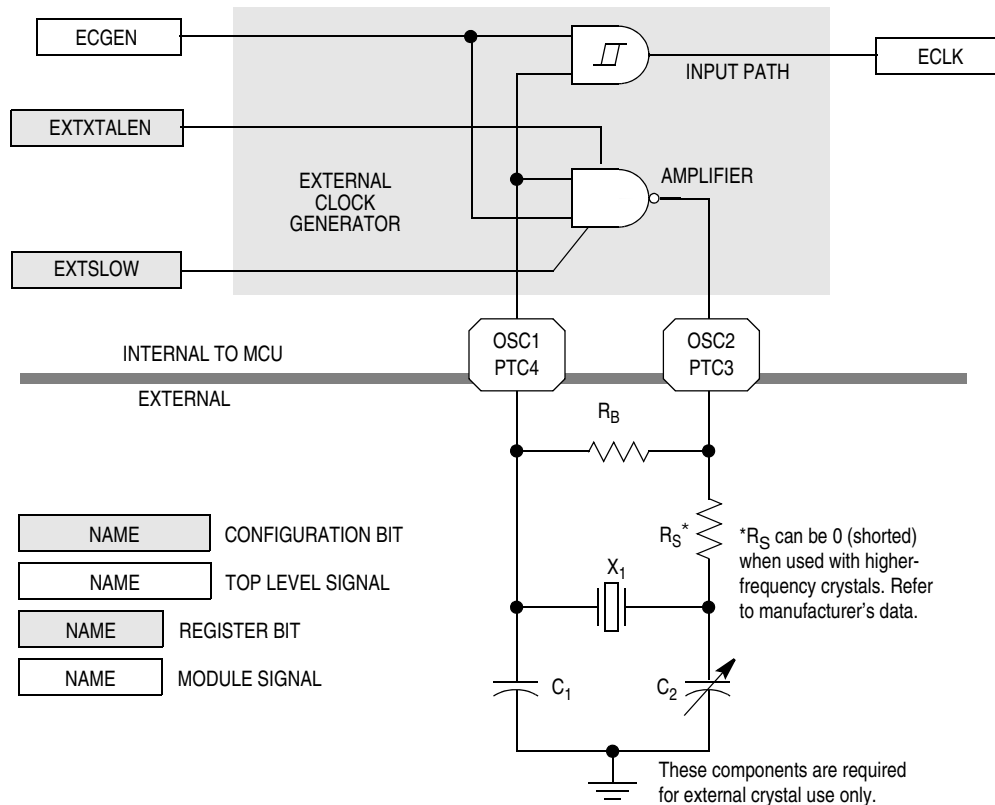 ECGEN
INPUT PATH
ECLK
EXTXTALEN
AMPLIFIER
EXTERNAL
CLOCK
GENERATOR
EXTSLOW
OSC1
PTC4
OSC2
PTC3
INTERNAL TO MCU
EXTERNAL
RB
NAME CONFIGURATION BIT
NAME TOP LEVEL SIGNAL
NAME REGISTER BIT
NAME MODULE SIGNAL
RS*
*RS can be 0 (shorted)
when used with higher-
frequency crystals. Refer
to manufacturer's data.
X1
C1
C2
These components are required
for external crystal use only.